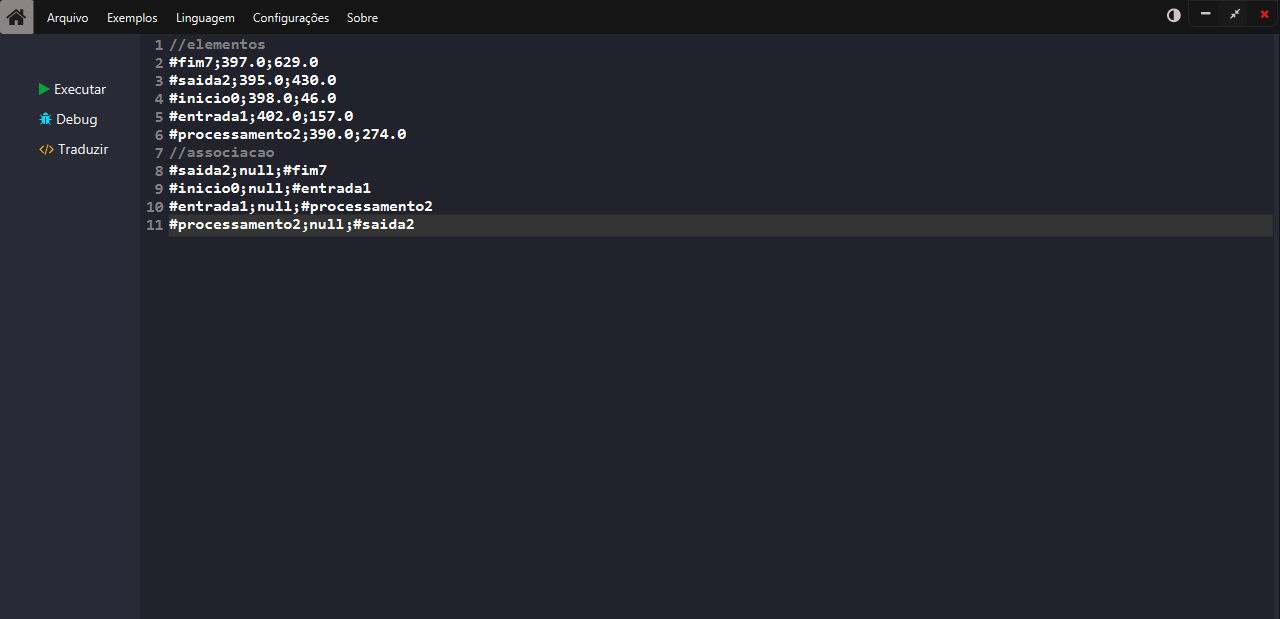 Arquivo Exemplos Linguagem Configurações Sobre
Executar
Debug
</> Traduzir
1 //elementos
2 #fim7;397.0;629.0
3 #saida2;395.0;430.0
4 #inicio0;398.0;46.0
5 #entrada1;402.0;157.0
6 #processamento2;390.0;274.0
7 //associacao
8 #saida2;null;#fim7
9 #inicio0;null;#entrada1
10 #entrada1;null;#processamento2
11 #processamento2;null;#saida2